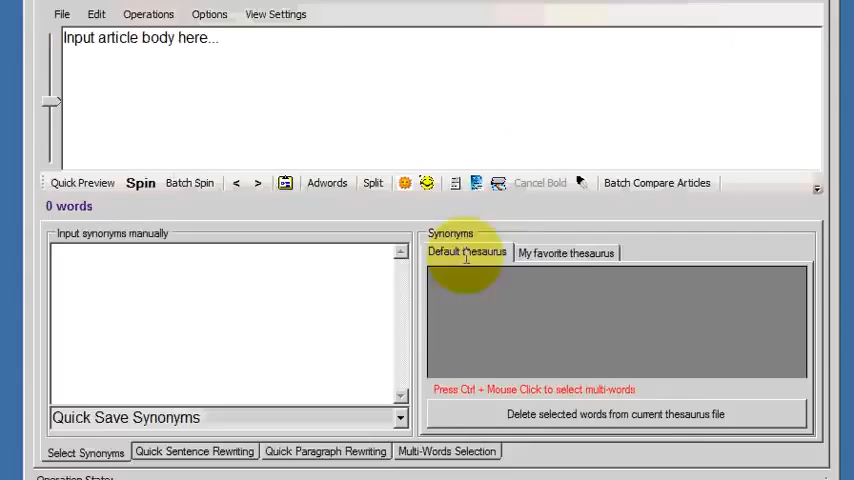 File Edit Operations Options View Settings
Input article body here...
Quick Preview Spin Batch Spin < > Adwords Split Cancel Bold Batch Compare Articles
0 words
Input synonyms manually
Synonyms
Default thesaurus My favorite thesaurus
Press Ctrl + Mouse Click to select multi-words
Quick Save Synonyms
Delete selected words from current thesaurus file
Select Synonyms Quick Sentence Rewriting Quick Paragraph Rewriting Multi-Words Selection
Operation State: